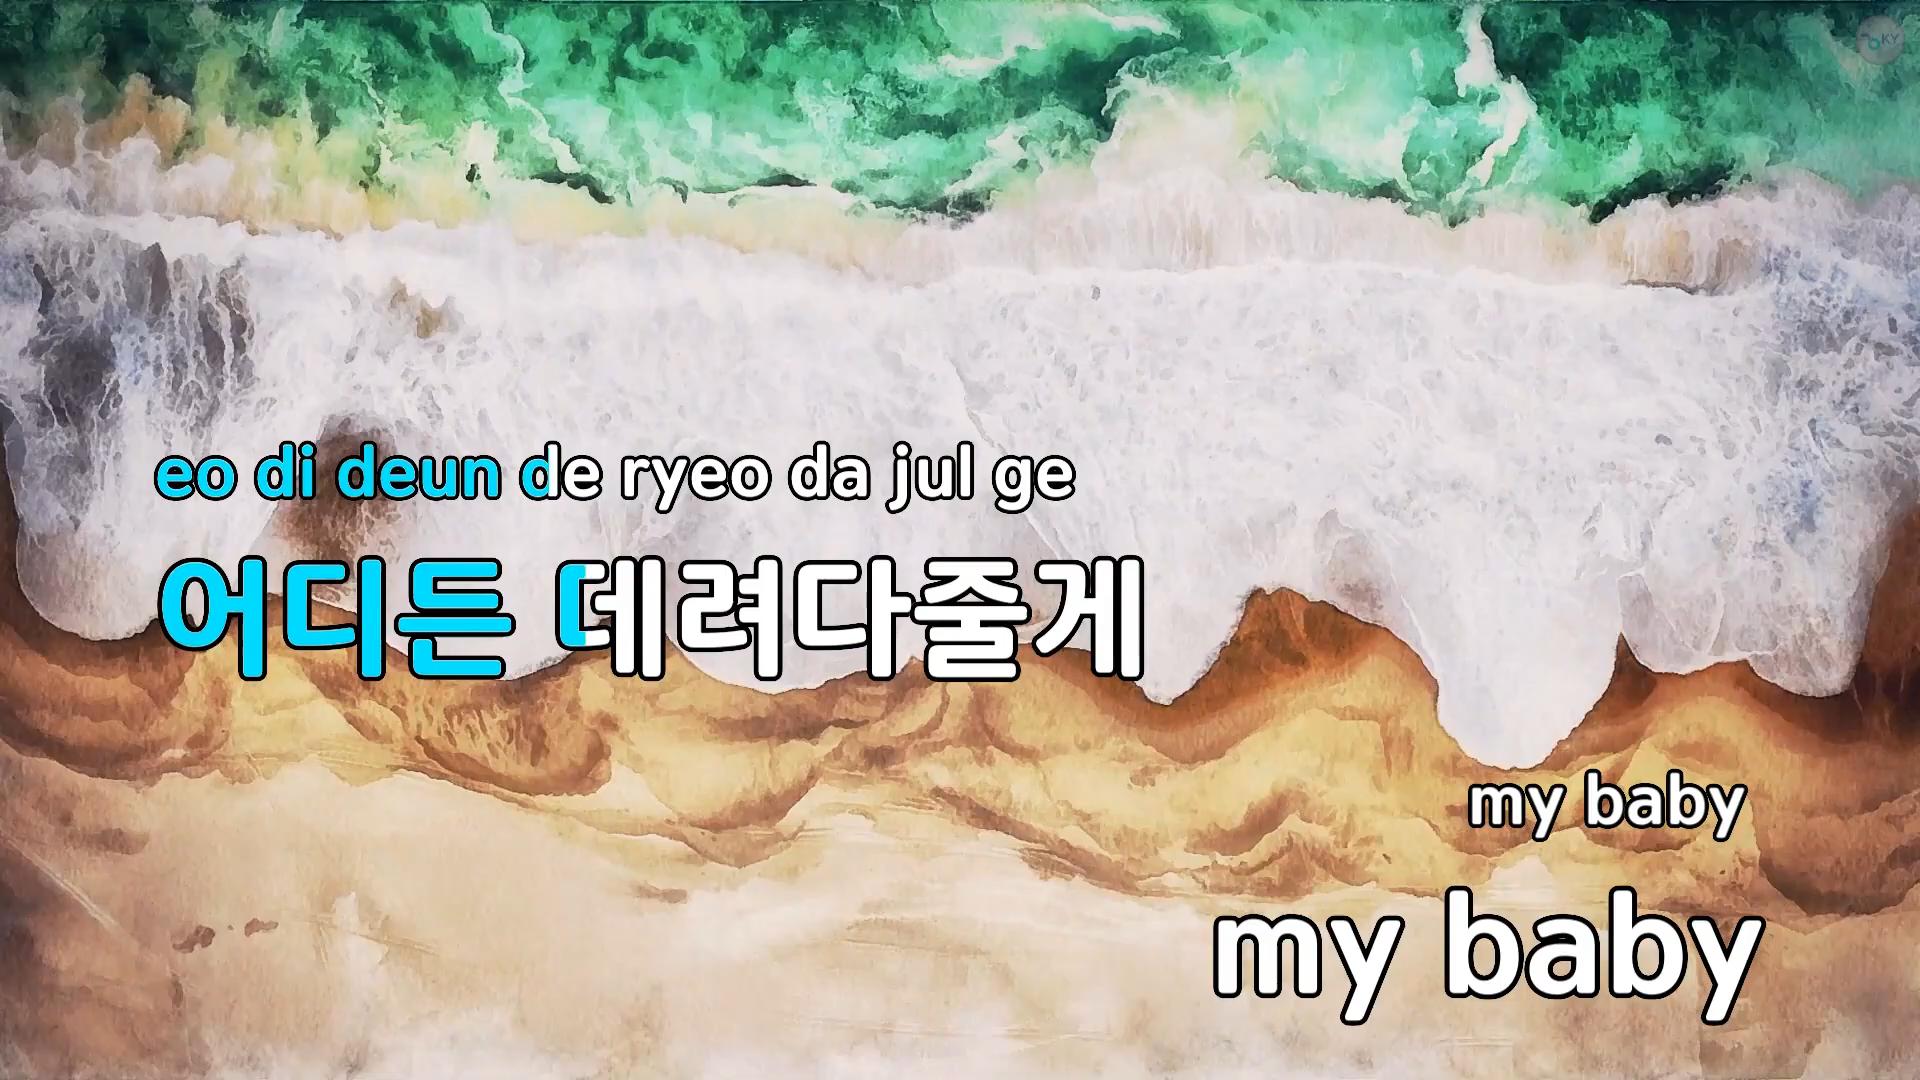 KY
eo di deun de ryeo da jul ge
어디든 데려다줄게
my baby
my baby